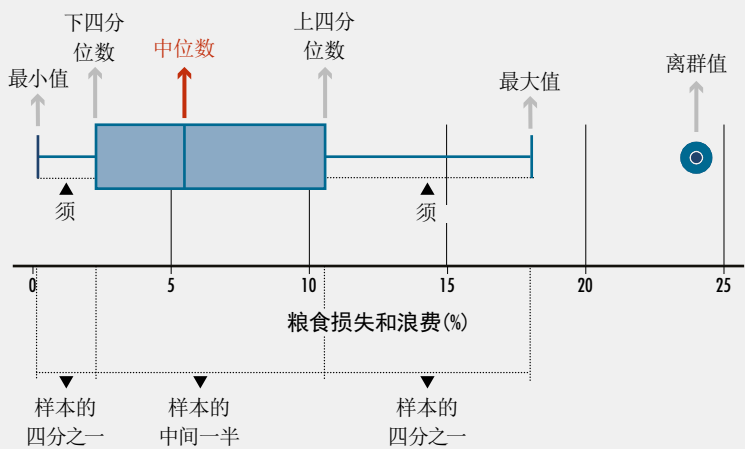 下四分
位数
中位数
上四分
位数
最小值
最大值
离群值
须
须
0 5 10 15 20 25
粮食损失和浪费(%)
样本的
四分之一
样本的
中间一半
样本的
四分之一